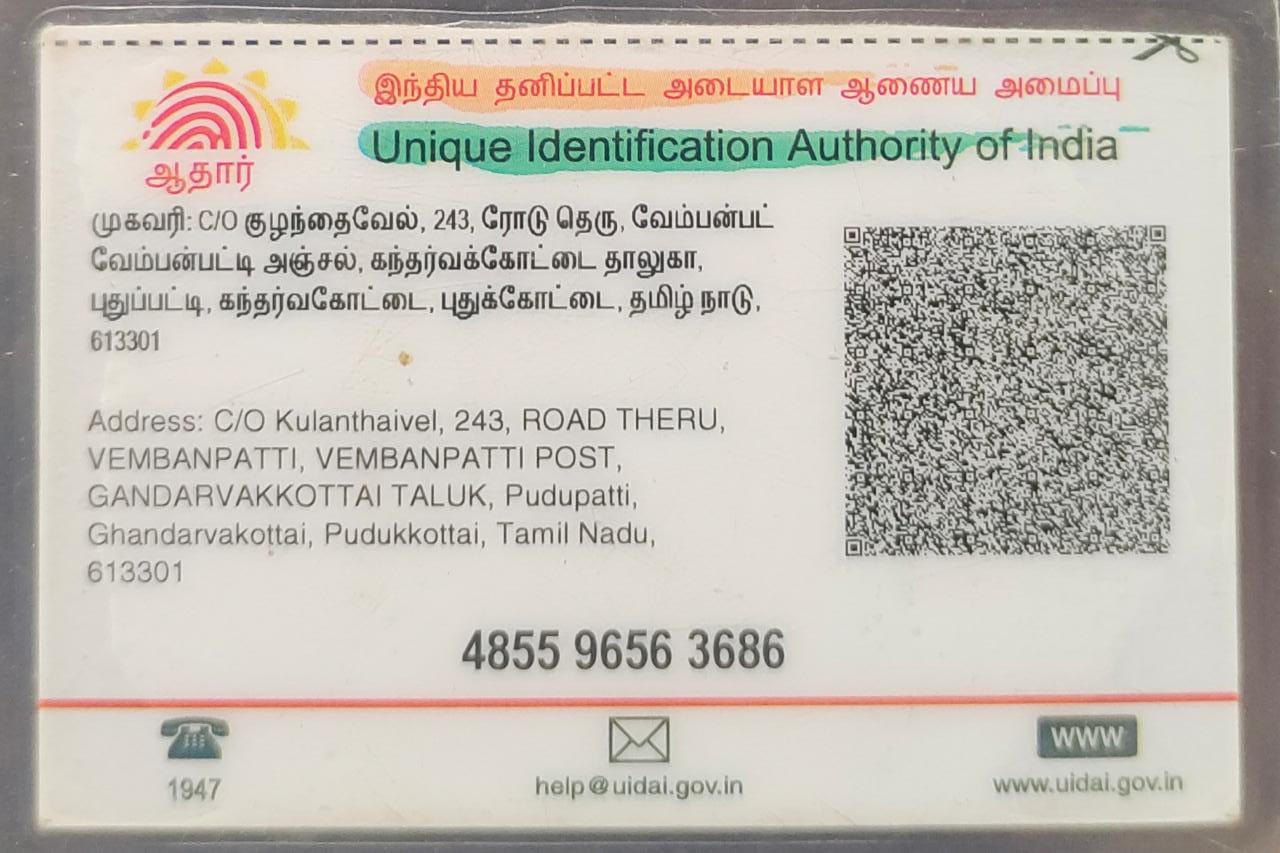 இந்திய தனிப்பட்ட அடையாள ஆணைய அமைப்பு
Unique Identification Authority of India
ஆதார்
முகவரி: C/O குழந்தைவேல், 243, ரோடு தெரு, வேம்பன்பட்
வேம்பன்பட்டி அஞ்சல், கந்தர்வக்கோட்டை தாலுகா,
புதுப்பட்டி, கந்தர்வகோட்டை, புதுக்கோட்டை, தமிழ் நாடு,
613301
Address: C/O Kulanthaivel, 243, ROAD THERU,
VEMBANPATTI, VEMBANPATTI POST,
GANDARVAKKOTTAI TALUK, Pudupatti,
Ghandarvakottai, Pudukkottai, Tamil Nadu,
613301
4855 9656 3686
1947
help@uidai.gov.in
WWW
www.uidai.gov.in